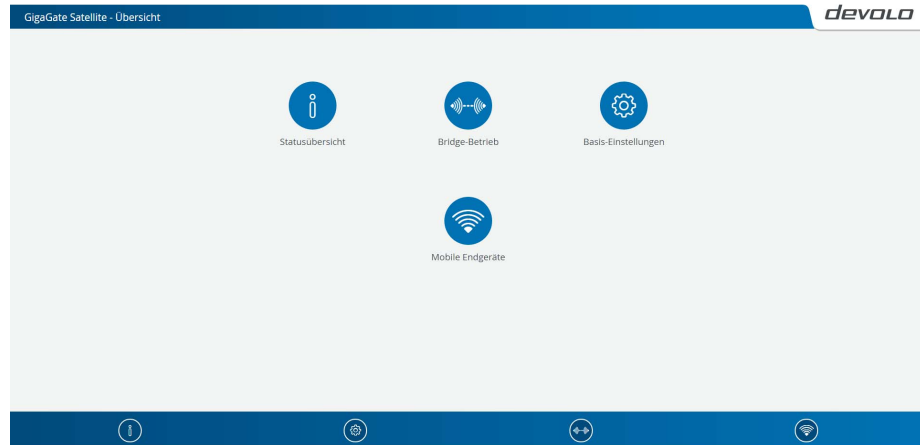 GigaGate Satellite - Übersicht
devolo
Statusübersicht
Bridge-Betrieb
Basis-Einstellungen
Mobile Endgeräte